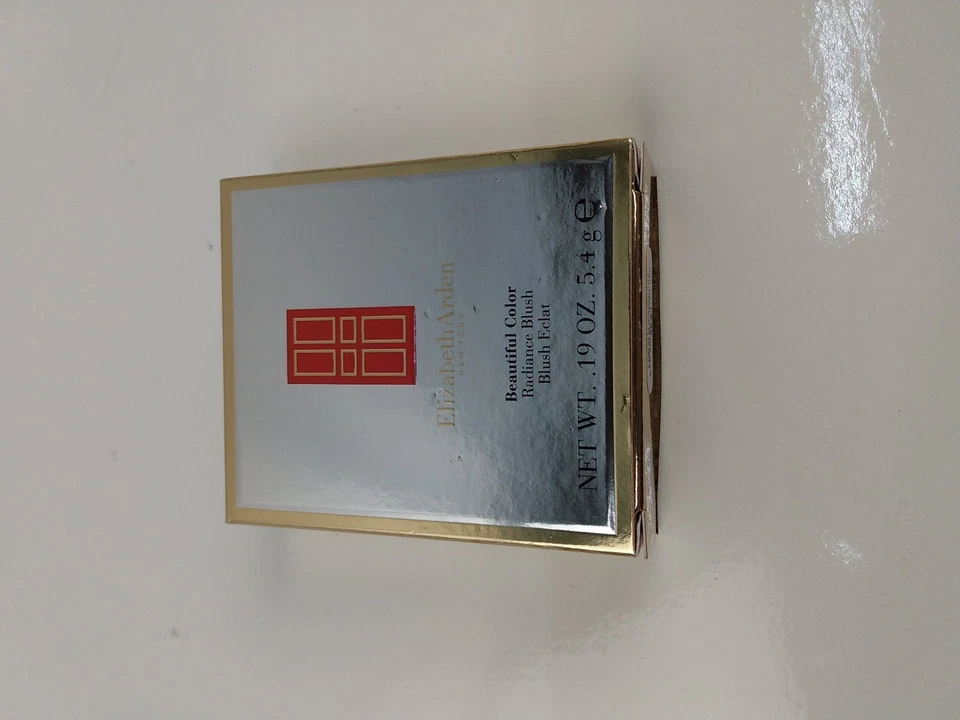 Elizabeth Arden
NEW YORK
Beautiful Color
Radiance Blush
Blush Eclat
NET WT. .19 OZ. 5.4 g e